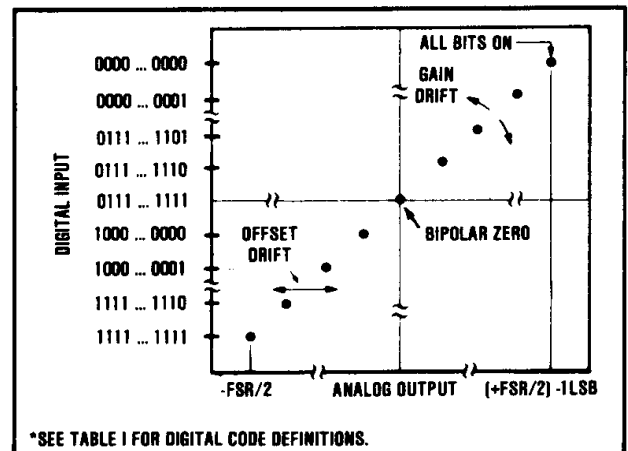 ALL BITS ON
GAIN
DRIFT
DIGITAL INPUT
0000 ... 0000
0000 ... 0001
0111 ... 1101
0111 ... 1110
0111 ... 1111
1000 ... 0000
1000 ... 0001
1111 ... 1110
1111 ... 1111
BIPOLAR ZERO
OFFSET
DRIFT
-FSR/2
ANALOG OUTPUT
(+FSR/2) -1LSB
*SEE TABLE I FOR DIGITAL CODE DEFINITIONS.